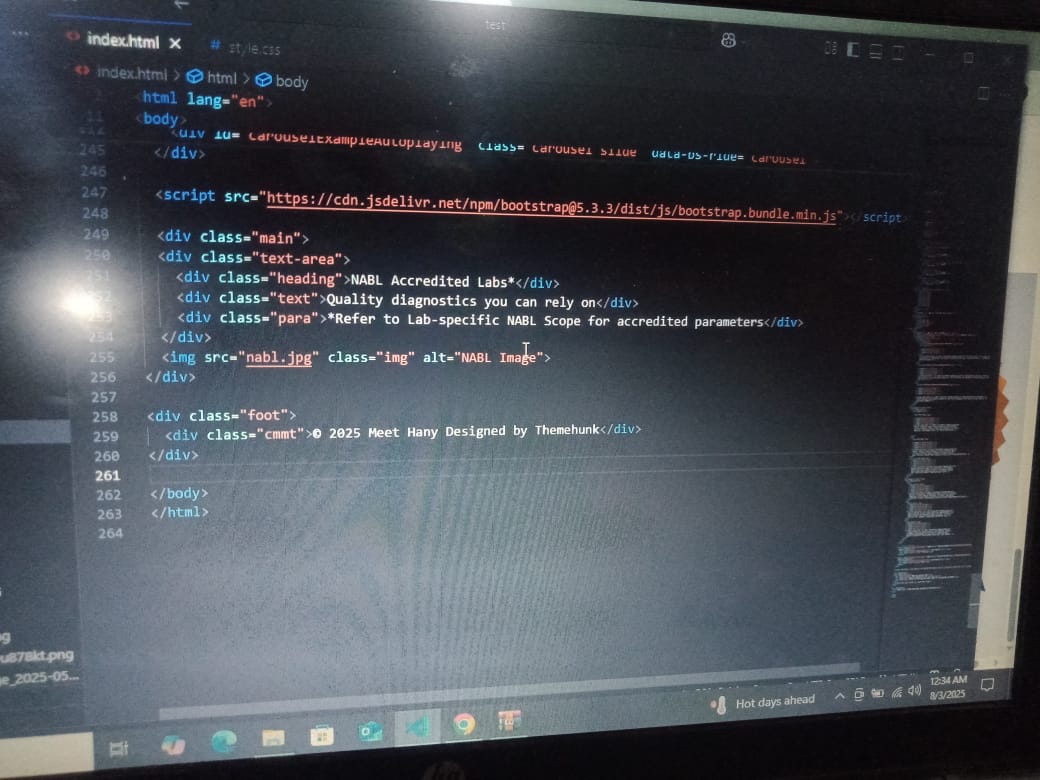 test
index.html × # style.css
index.html > html > body
html lang="en">
11 <body>
<div id="carouselExampleAutoplaying" class="carousel slide" data-bs-ride="carousel"
245 </div>
246
247 <script src="https://cdn.jsdelivr.net/npm/bootstrap@5.3.3/dist/js/bootstrap.bundle.min.js"></script>
248
249 <div class="main">
250 <div class="text-area">
251 <div class="heading">NABL Accredited Labs*</div>
<div class="text">Quality diagnostics you can rely on</div>
<div class="para">*Refer to Lab-specific NABL Scope for accredited parameters</div>
254 </div>
255 <img src="nabl.jpg" class="img" alt="NABL Image">
256 </div>
257
258 <div class="foot">
259 <div class="cmmt">© 2025 Meet Hany Designed by Themehunk</div>
260 </div>
261
262 </body>
263 </html>
264
u878kt.png
e_2025-05...
Hot days ahead
12:34 AM
8/3/2025